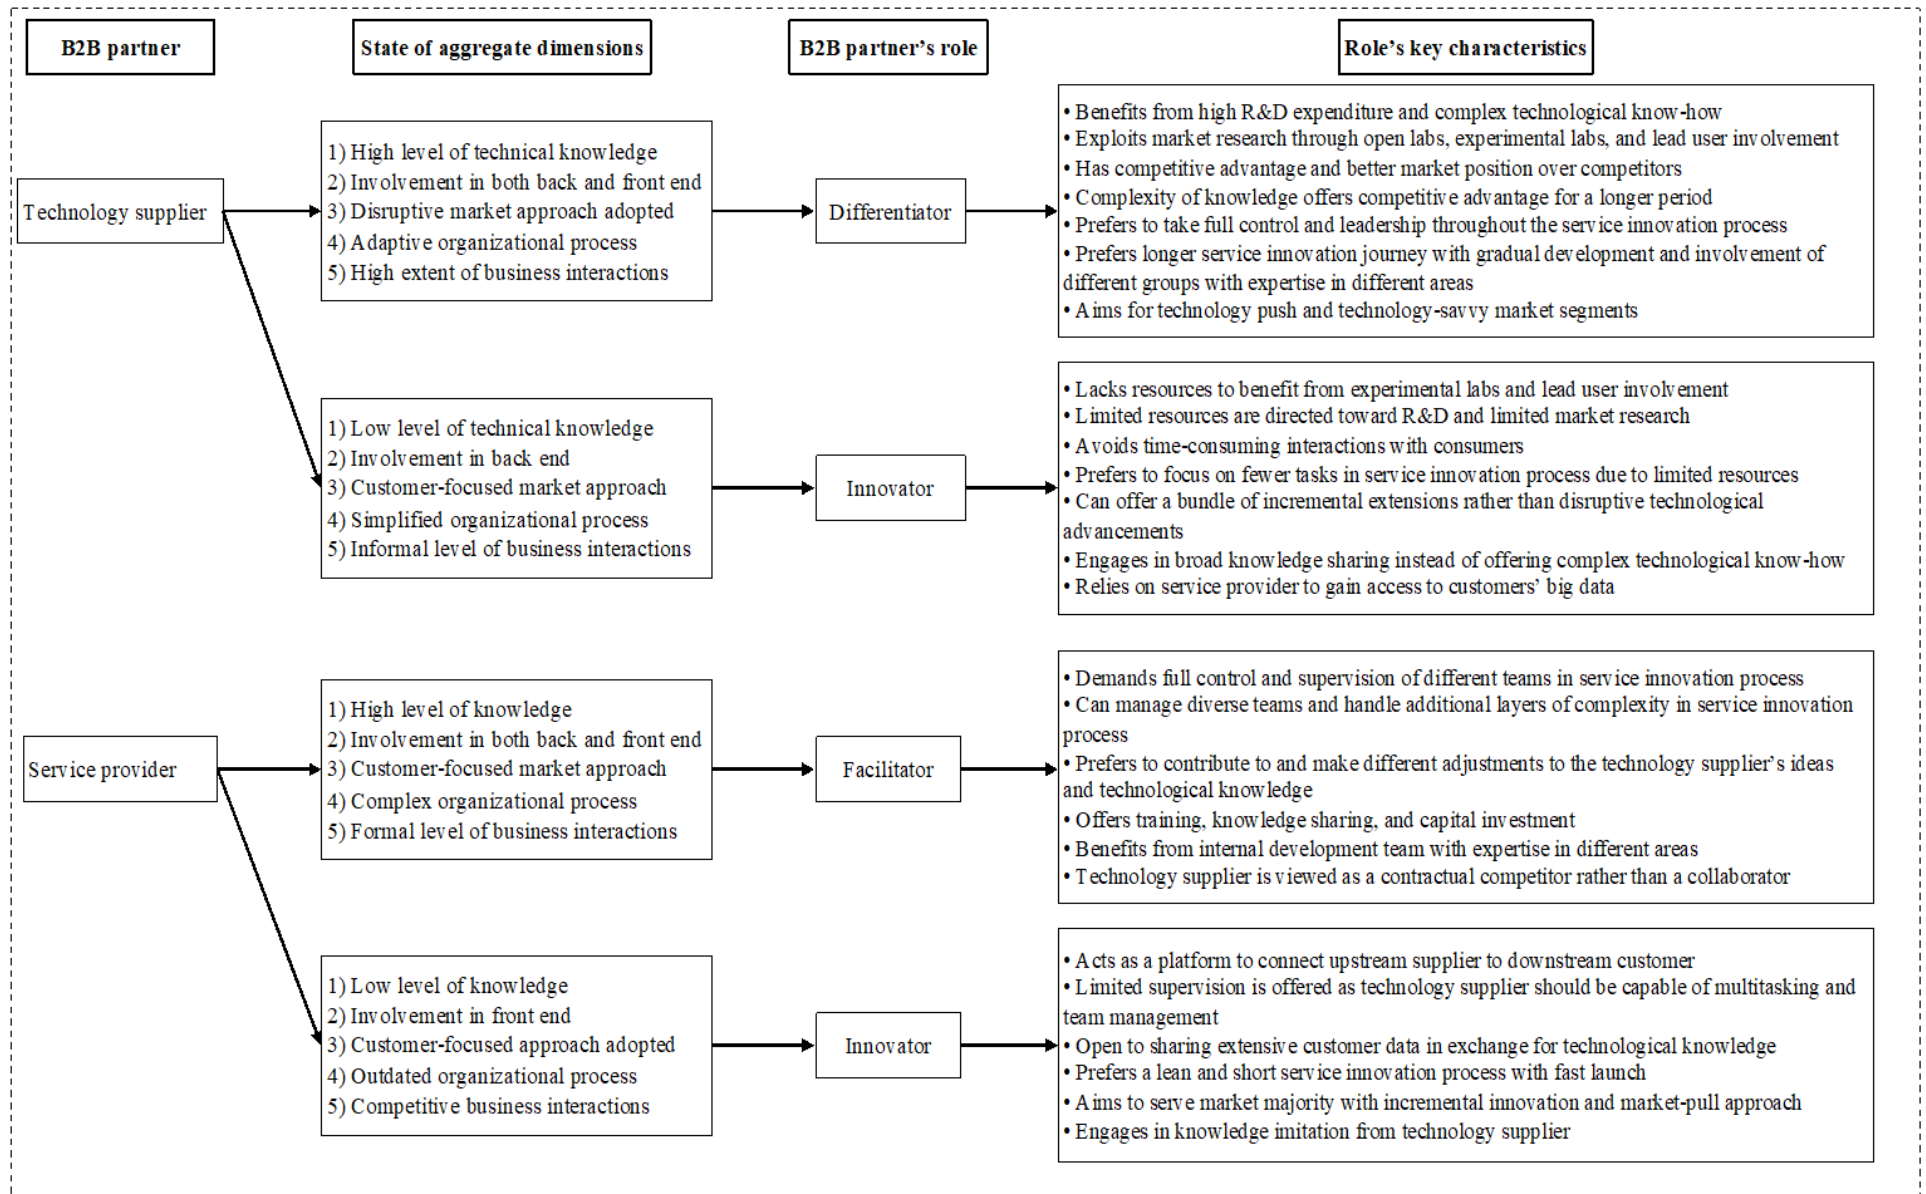 B2B partner
State of aggregate dimensions
B2B partner's role
Role's key characteristics
Technology supplier
1) High level of technical knowledge
2) Involvement in both back and front end
3) Disruptive market approach adopted
4) Adaptive organizational process
5) High extent of business interactions
Differentiator
• Benefits from high R&D expenditure and complex technological know-how
• Exploits market research through open labs, experimental labs, and lead user involvement
• Has competitive advantage and better market position over competitors
• Complexity of knowledge offers competitive advantage for a longer period
• Prefers to take full control and leadership throughout the service innovation process
• Prefers longer service innovation journey with gradual development and involvement of
different groups with expertise in different areas
• Aims for technology push and technology-savvy market segments
1) Low level of technical knowledge
2) Involvement in back end
3) Customer-focused market approach
4) Simplified organizational process
5) Informal level of business interactions
Innovator
• Lacks resources to benefit from experimental labs and lead user involvement
• Limited resources are directed toward R&D and limited market research
• Avoids time-consuming interactions with consumers
• Prefers to focus on fewer tasks in service innovation process due to limited resources
• Can offer a bundle of incremental extensions rather than disruptive technological
advancements
• Engages in broad knowledge sharing instead of offering complex technological know-how
• Relies on service provider to gain access to customers' big data
Service provider
1) High level of knowledge
2) Involvement in both back and front end
3) Customer-focused market approach
4) Complex organizational process
5) Formal level of business interactions
Facilitator
• Demands full control and supervision of different teams in service innovation process
• Can manage diverse teams and handle additional layers of complexity in service innovation
process
• Prefers to contribute to and make different adjustments to the technology supplier's ideas
and technological knowledge
• Offers training, knowledge sharing, and capital investment
• Benefits from internal development team with expertise in different areas
• Technology supplier is viewed as a contractual competitor rather than a collaborator
1) Low level of knowledge
2) Involvement in front end
3) Customer-focused approach adopted
4) Outdated organizational process
5) Competitive business interactions
Innovator
• Acts as a platform to connect upstream supplier to downstream customer
• Limited supervision is offered as technology supplier should be capable of multitasking and
team management
• Open to sharing extensive customer data in exchange for technological knowledge
• Prefers a lean and short service innovation process with fast launch
• Aims to serve market majority with incremental innovation and market-pull approach
• Engages in knowledge imitation from technology supplier